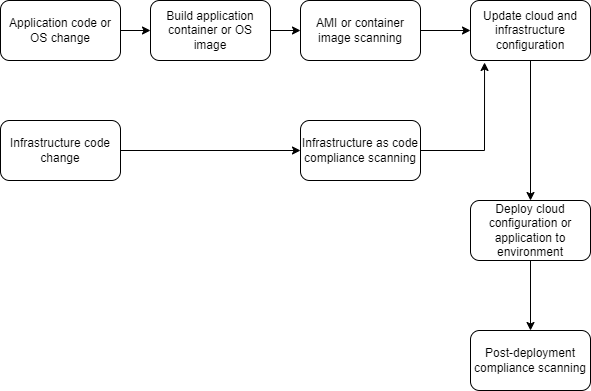 Application code or
OS change
Build application
container or OS
image
AMI or container
image scanning
Update cloud and
infrastructure
configuration
Infrastructure code
change
Infrastructure as code
compliance scanning
Deploy cloud
configuration or
application to
environment
Post-deployment
compliance scanning